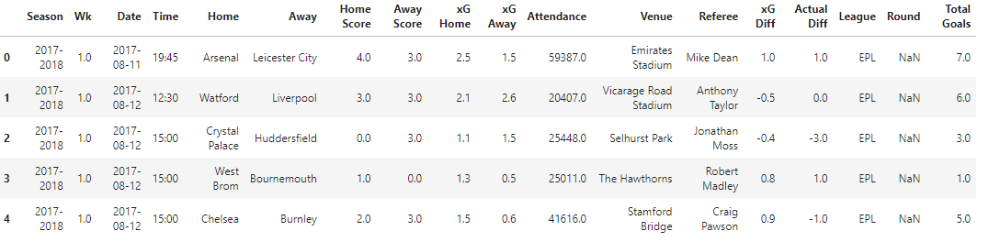 Season Wk Date Time Home Away Home Score Away Score xG Home xG Away Attendance Venue Referee xG Diff Actual Diff League Round Total Goals
0 2017-2018 1.0 2017-08-11 19:45 Arsenal Leicester City 4.0 3.0 2.5 1.5 59387.0 Emirates Stadium Mike Dean 1.0 1.0 EPL NaN 7.0
1 2017-2018 1.0 2017-08-12 12:30 Watford Liverpool 3.0 3.0 2.1 2.6 20407.0 Vicarage Road Stadium Anthony Taylor -0.5 0.0 EPL NaN 6.0
2 2017-2018 1.0 2017-08-12 15:00 Crystal Palace Huddersfield 0.0 3.0 1.1 1.5 25448.0 Selhurst Park Jonathan Moss -0.4 -3.0 EPL NaN 3.0
3 2017-2018 1.0 2017-08-12 15:00 West Brom Bournemouth 1.0 0.0 1.3 0.5 25011.0 The Hawthorns Robert Madley 0.8 1.0 EPL NaN 1.0
4 2017-2018 1.0 2017-08-12 15:00 Chelsea Burnley 2.0 3.0 1.5 0.6 41616.0 Stamford Bridge Craig Pawson 0.9 -1.0 EPL NaN 5.0